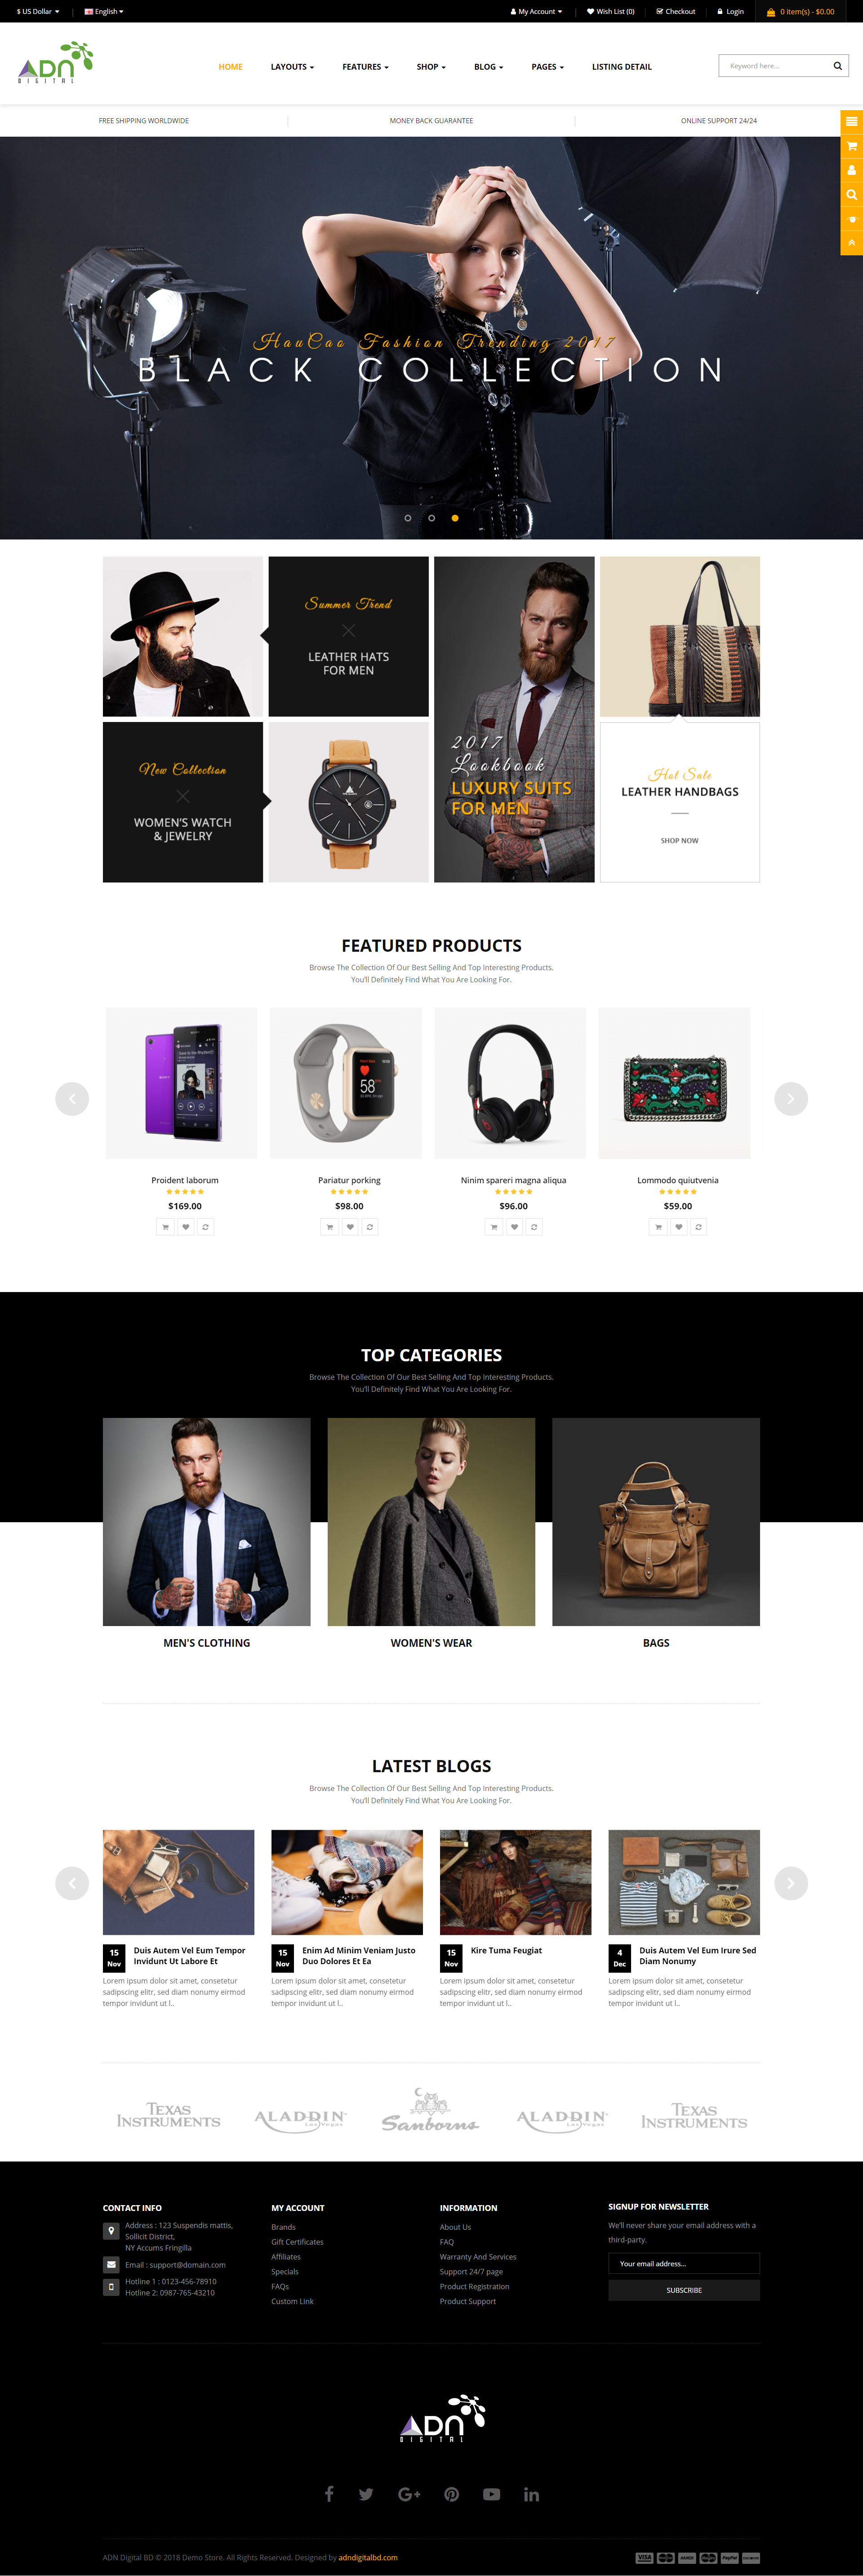 $ US Dollar
English
My Account
Wish List (0)
Checkout
Login
0 item(s) - $0.00
ADN
DIGITAL
HOME
LAYOUTS
FEATURES
SHOP
BLOG
PAGES
LISTING DETAIL
Keyword here...
FREE SHIPPING WORLDWIDE
MONEY BACK GUARANTEE
ONLINE SUPPORT 24/24
HauCao Fashion Trending 2017
BLACK COLLECTION
Summer Trend
LEATHER HATS
FOR MEN
New Collection
WOMEN'S WATCH
& JEWELRY
2017
Lookbook
LUXURY SUITS
FOR MEN
Hot Sale
LEATHER HANDBAGS
SHOP NOW
FEATURED PRODUCTS
Browse The Collection Of Our Best Selling And Top Interesting Products.
You'll Definitely Find What You Are Looking For.
58
Proident laborum
$169.00
Pariatur porking
$98.00
Ninim spareri magna aliqua
$96.00
Lommodo quiutvenia
$59.00
TOP CATEGORIES
Browse The Collection Of Our Best Selling And Top Interesting Products.
You'll Definitely Find What You Are Looking For.
MEN'S CLOTHING
WOMEN'S WEAR
BAGS
LATEST BLOGS
Browse The Collection Of Our Best Selling And Top Interesting Products.
You'll Definitely Find What You Are Looking For.
15
Nov
Duis Autem Vel Eum Tempor
Invidunt Ut Labore Et
Lorem ipsum dolor sit amet, consetetur
sadipscing elitr, sed diam nonumy eirmod
tempor invidunt ut l..
15
Nov
Enim Ad Minim Veniam Justo
Duo Dolores Et Ea
Lorem ipsum dolor sit amet, consetetur
sadipscing elitr, sed diam nonumy eirmod
tempor invidunt ut l..
15
Nov
Kire Tuma Feugiat
Lorem ipsum dolor sit amet, consetetur
sadipscing elitr, sed diam nonumy eirmod
tempor invidunt ut l..
4
Dec
Duis Autem Vel Eum Irure Sed
Diam Nonumy
Lorem ipsum dolor sit amet, consetetur
sadipscing elitr, sed diam nonumy eirmod
tempor invidunt ut l..
TEXAS
INSTRUMENTS
ALADDIN
Las Vegas
Sanborns
ALADDIN
Las Vegas
TEXAS
INSTRUMENTS
CONTACT INFO
Address : 123 Suspendis mattis,
Sollicit District,
NY Accums Fringilla
Email : support@domain.com
Hotline 1 : 0123-456-78910
Hotline 2: 0987-765-43210
MY ACCOUNT
Brands
Gift Certificates
Affiliates
Specials
FAQs
Custom Link
INFORMATION
About Us
FAQ
Warranty And Services
Support 24/7 page
Product Registration
Product Support
SIGNUP FOR NEWSLETTER
We'll never share your email address with a
third-party.
Your email address...
SUBSCRIBE
ADN
DIGITAL
ADN Digital BD © 2018 Demo Store. All Rights Reserved. Designed by adndigitalbd.com
VISA
AMEX
PayPal